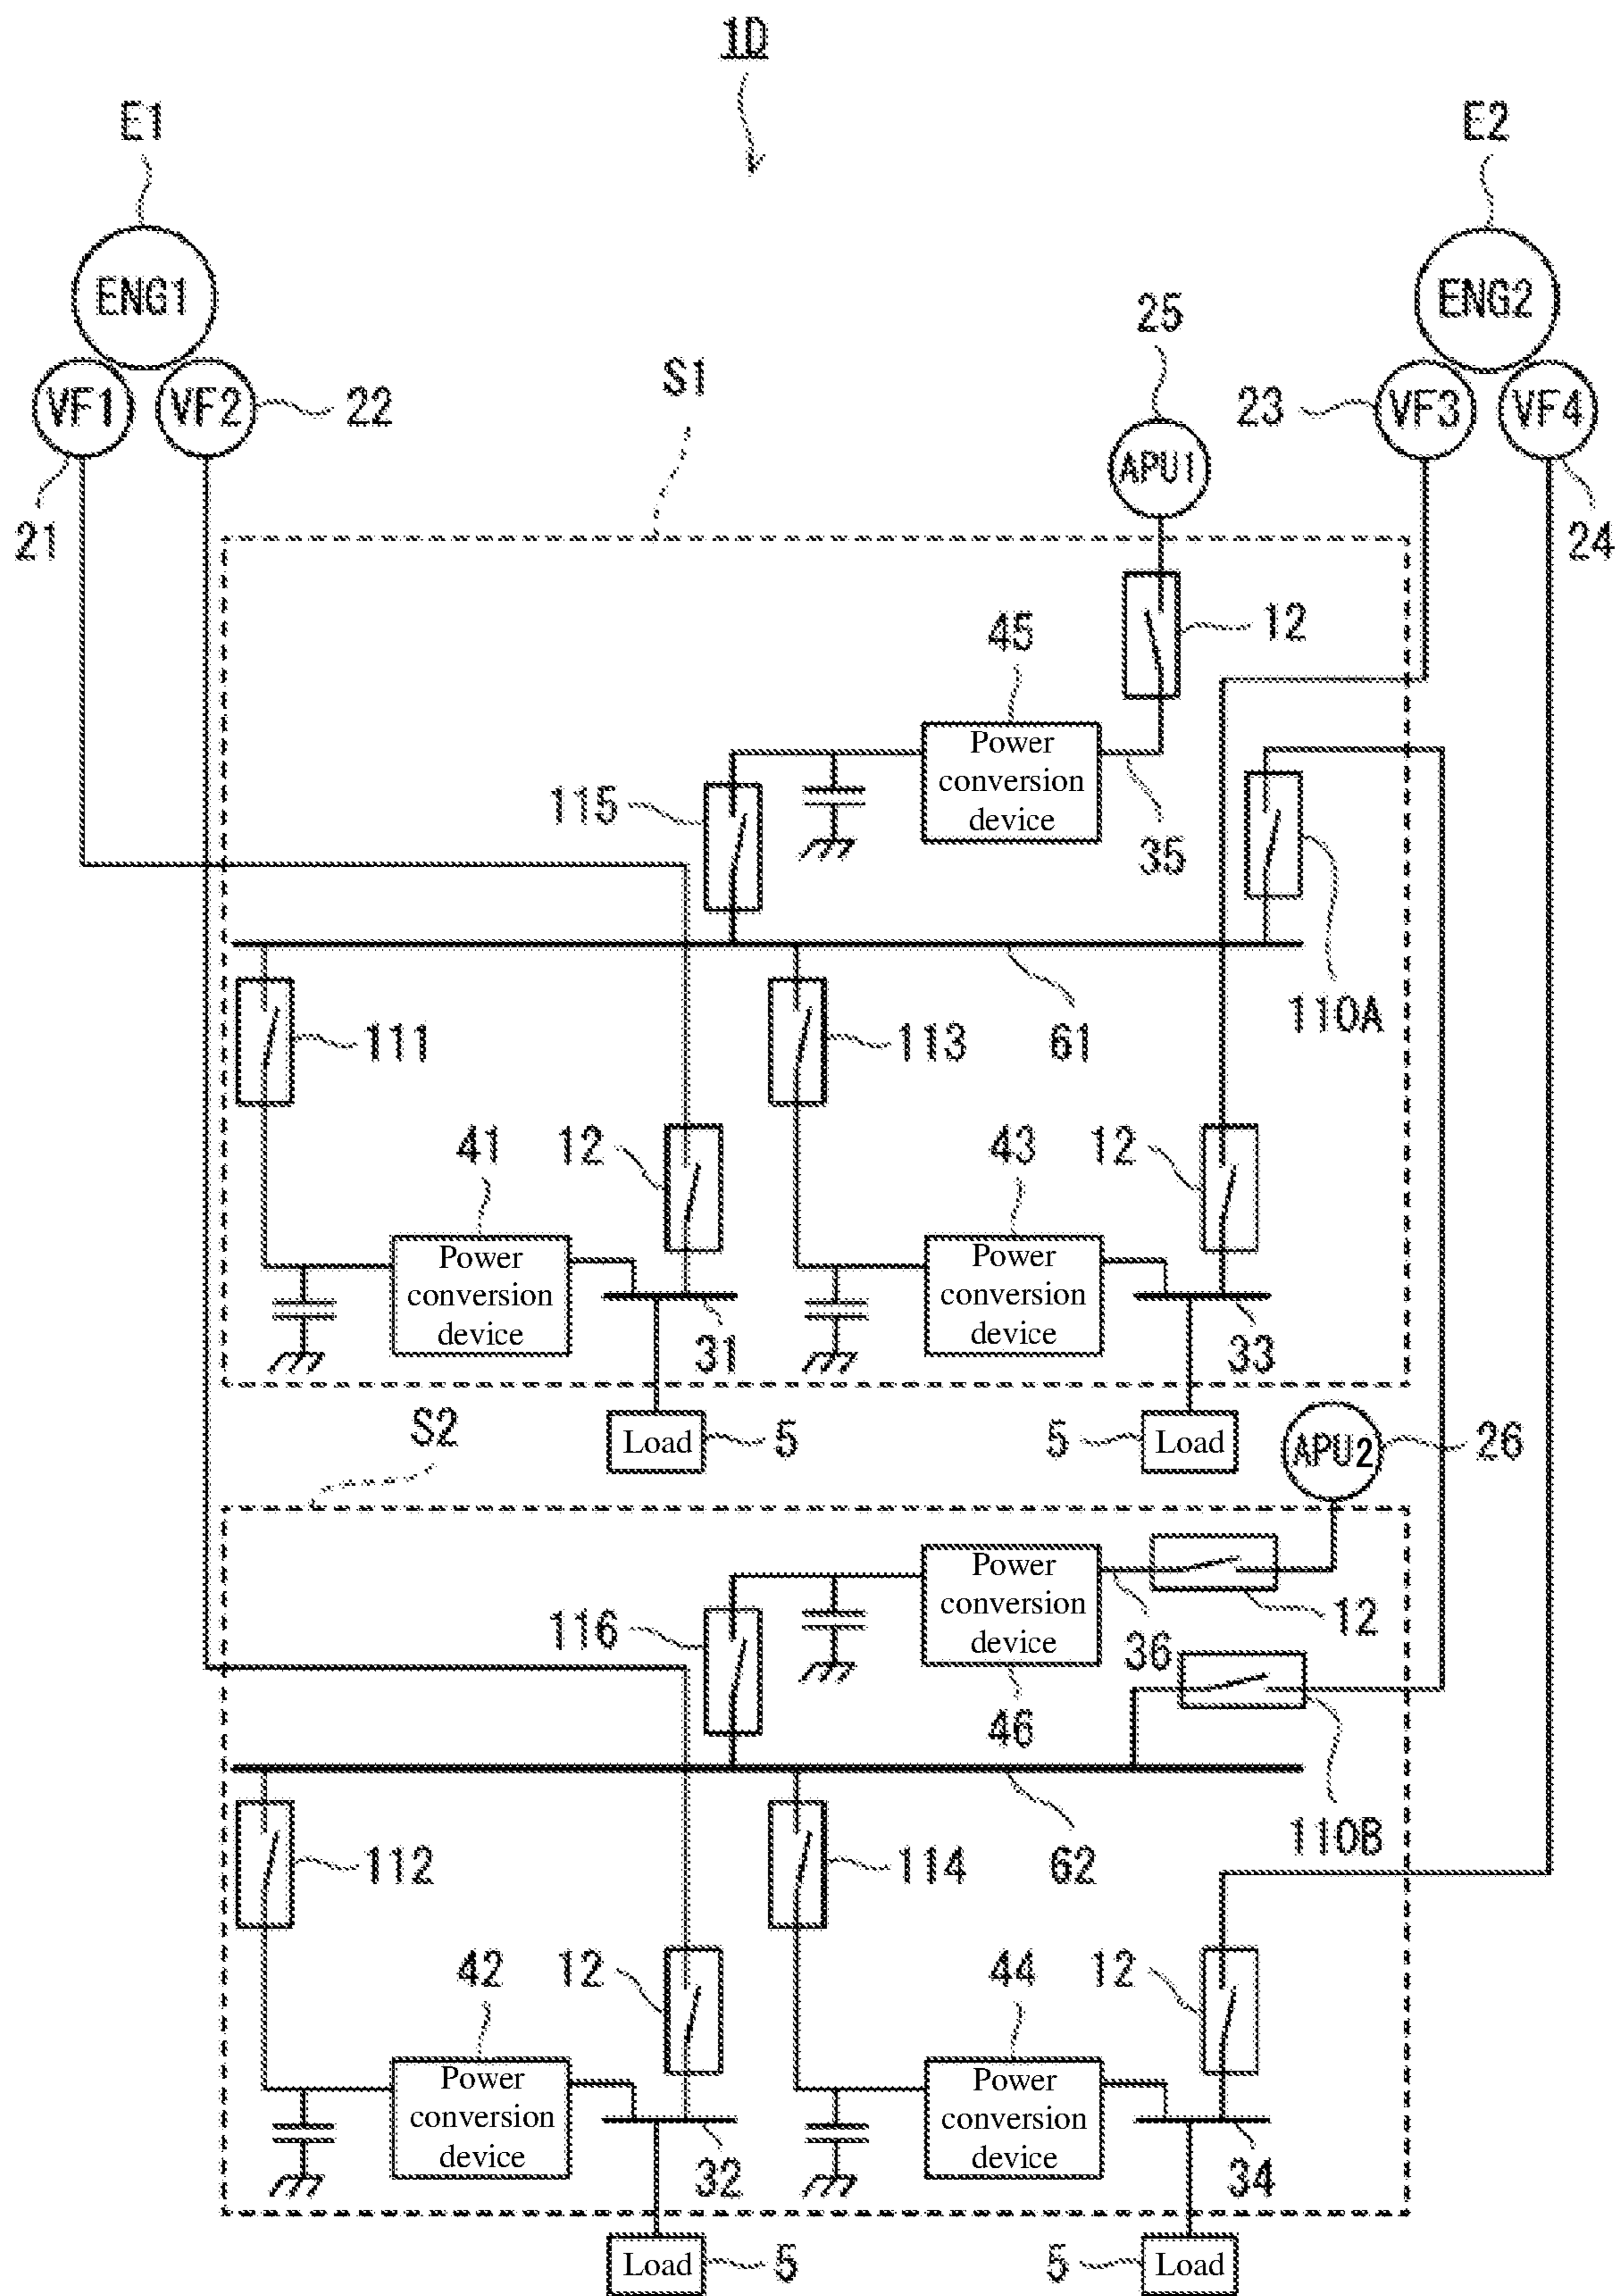 1D
E1
E2
ENG1
ENG2
25
S1
VF1
VF2
22
23
VF3
VF4
APU1
21
24
12
45
Power
conversion
device
115
35
110A
111
113
61
41
12
43
12
Power
conversion
device
Power
conversion
device
31
33
S2
Load
5
5
Load
APU2
26
Power
conversion
device
116
12
36
46
110B
112
114
62
42
12
44
12
Power
conversion
device
Power
conversion
device
32
34
Load
5
5
Load